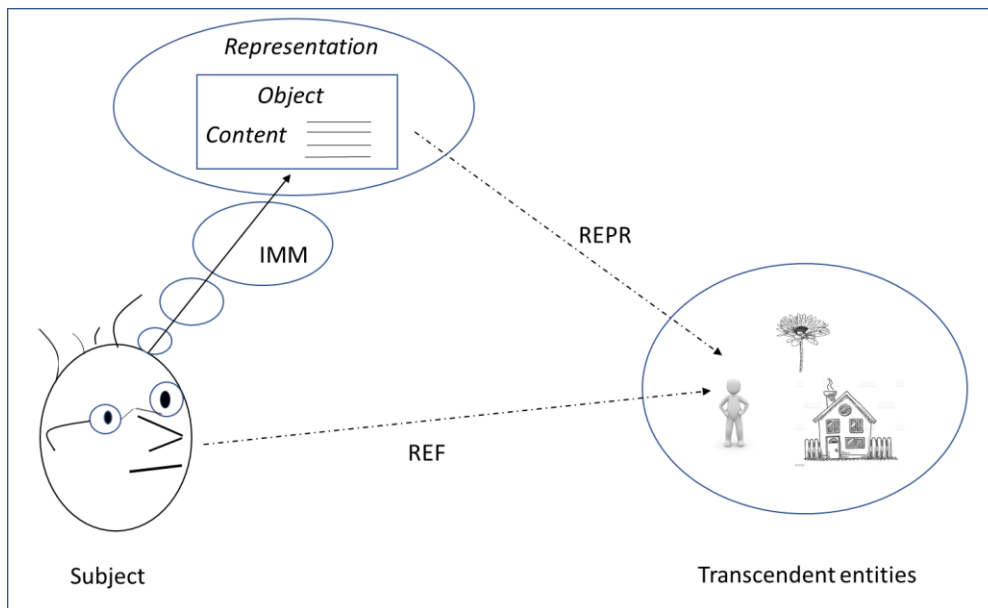 Representation
Object
Content
IMM
REPR
REF
Subject
Transcendent entities